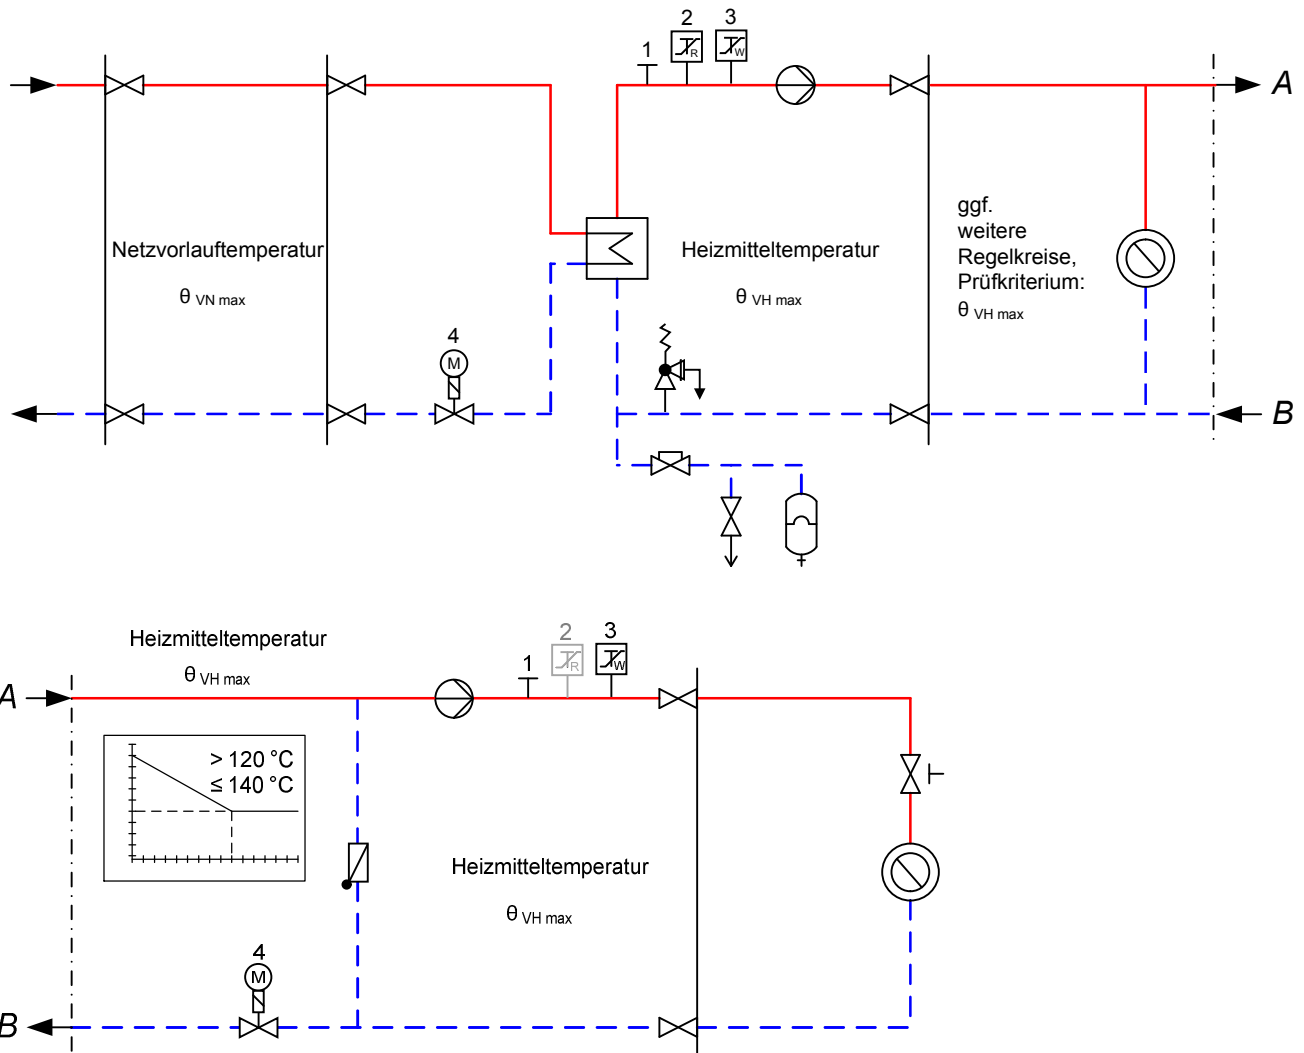 1
2
3
R
W
A
Netzvorlauftemperatur
θ VN max
Heizmitteltemperatur
θ VH max
ggf.
weitere
Regelkreise,
Prüfkriterium:
θ VH max
4
M
B
Heizmitteltemperatur
θ VH max
1
2
3
R
W
A
> 120 °C
≤ 140 °C
Heizmitteltemperatur
θ VH max
4
M
B